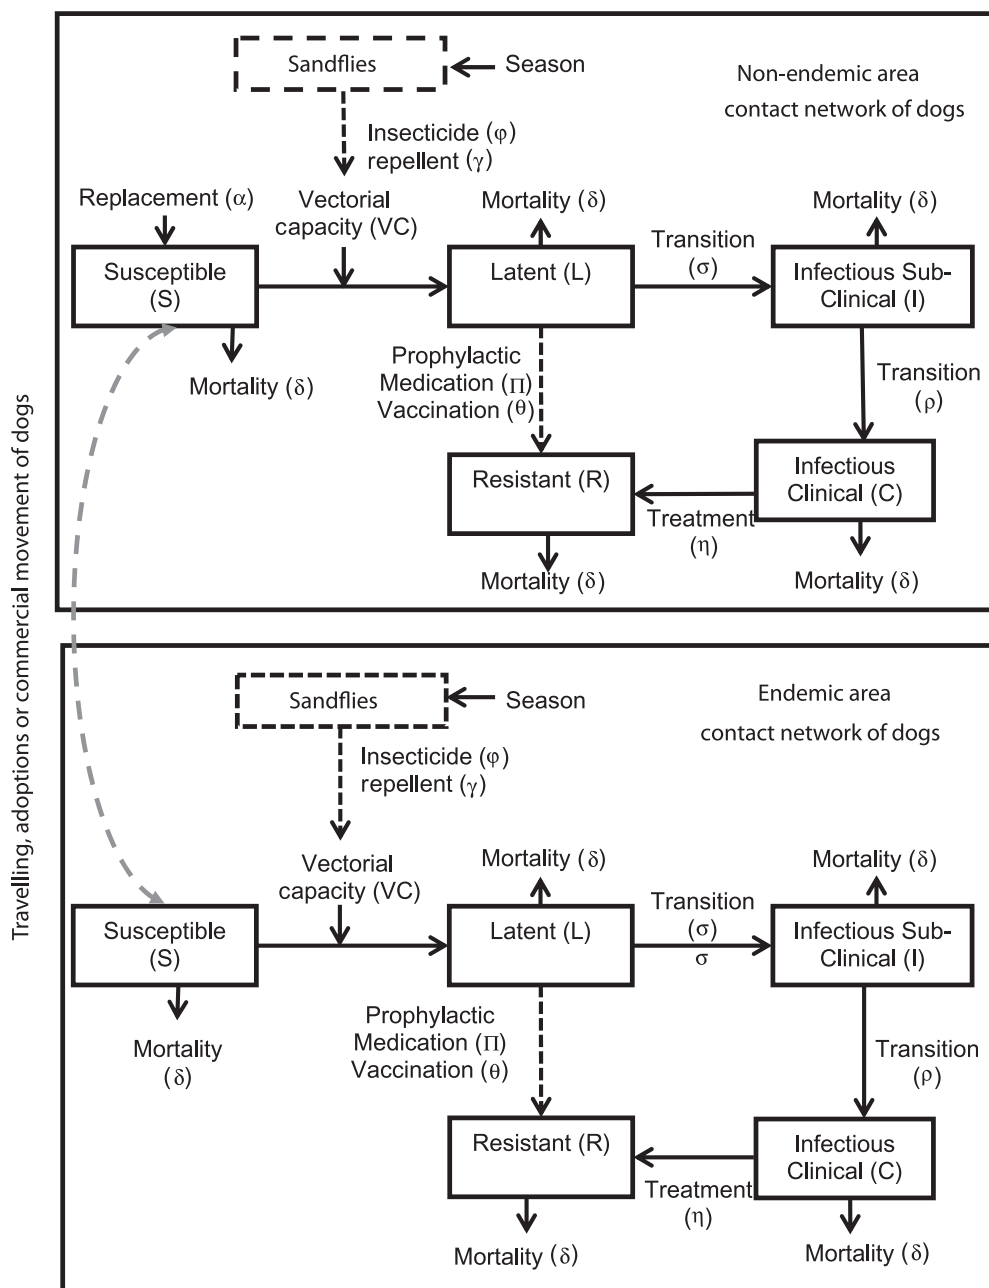 Travelling, adoptions or commercial movement of dogs
Sandflies
Season
Non-endemic area
contact network of dogs
Insecticide (φ)
repellent (γ)
Replacement (α)
Vectorial
capacity (VC)
Mortality (δ)
Mortality (δ)
Susceptible
(S)
Latent (L)
Transition
(σ)
Infectious Sub-
Clinical (I)
Mortality (δ)
Prophylactic
Medication (Π)
Vaccination (θ)
Transition
(ρ)
Resistant (R)
Infectious
Clinical (C)
Treatment
(η)
Mortality (δ)
Mortality (δ)
Sandflies
Season
Endemic area
contact network of dogs
Insecticide (φ)
repellent (γ)
Vectorial
capacity (VC)
Mortality (δ)
Mortality (δ)
Susceptible
(S)
Latent (L)
Transition
(σ)
σ
Infectious Sub-
Clinical (I)
Mortality
(δ)
Prophylactic
Medication (Π)
Vaccination (θ)
Transition
(ρ)
Resistant (R)
Infectious
Clinical (C)
Treatment
(η)
Mortality (δ)
Mortality (δ)